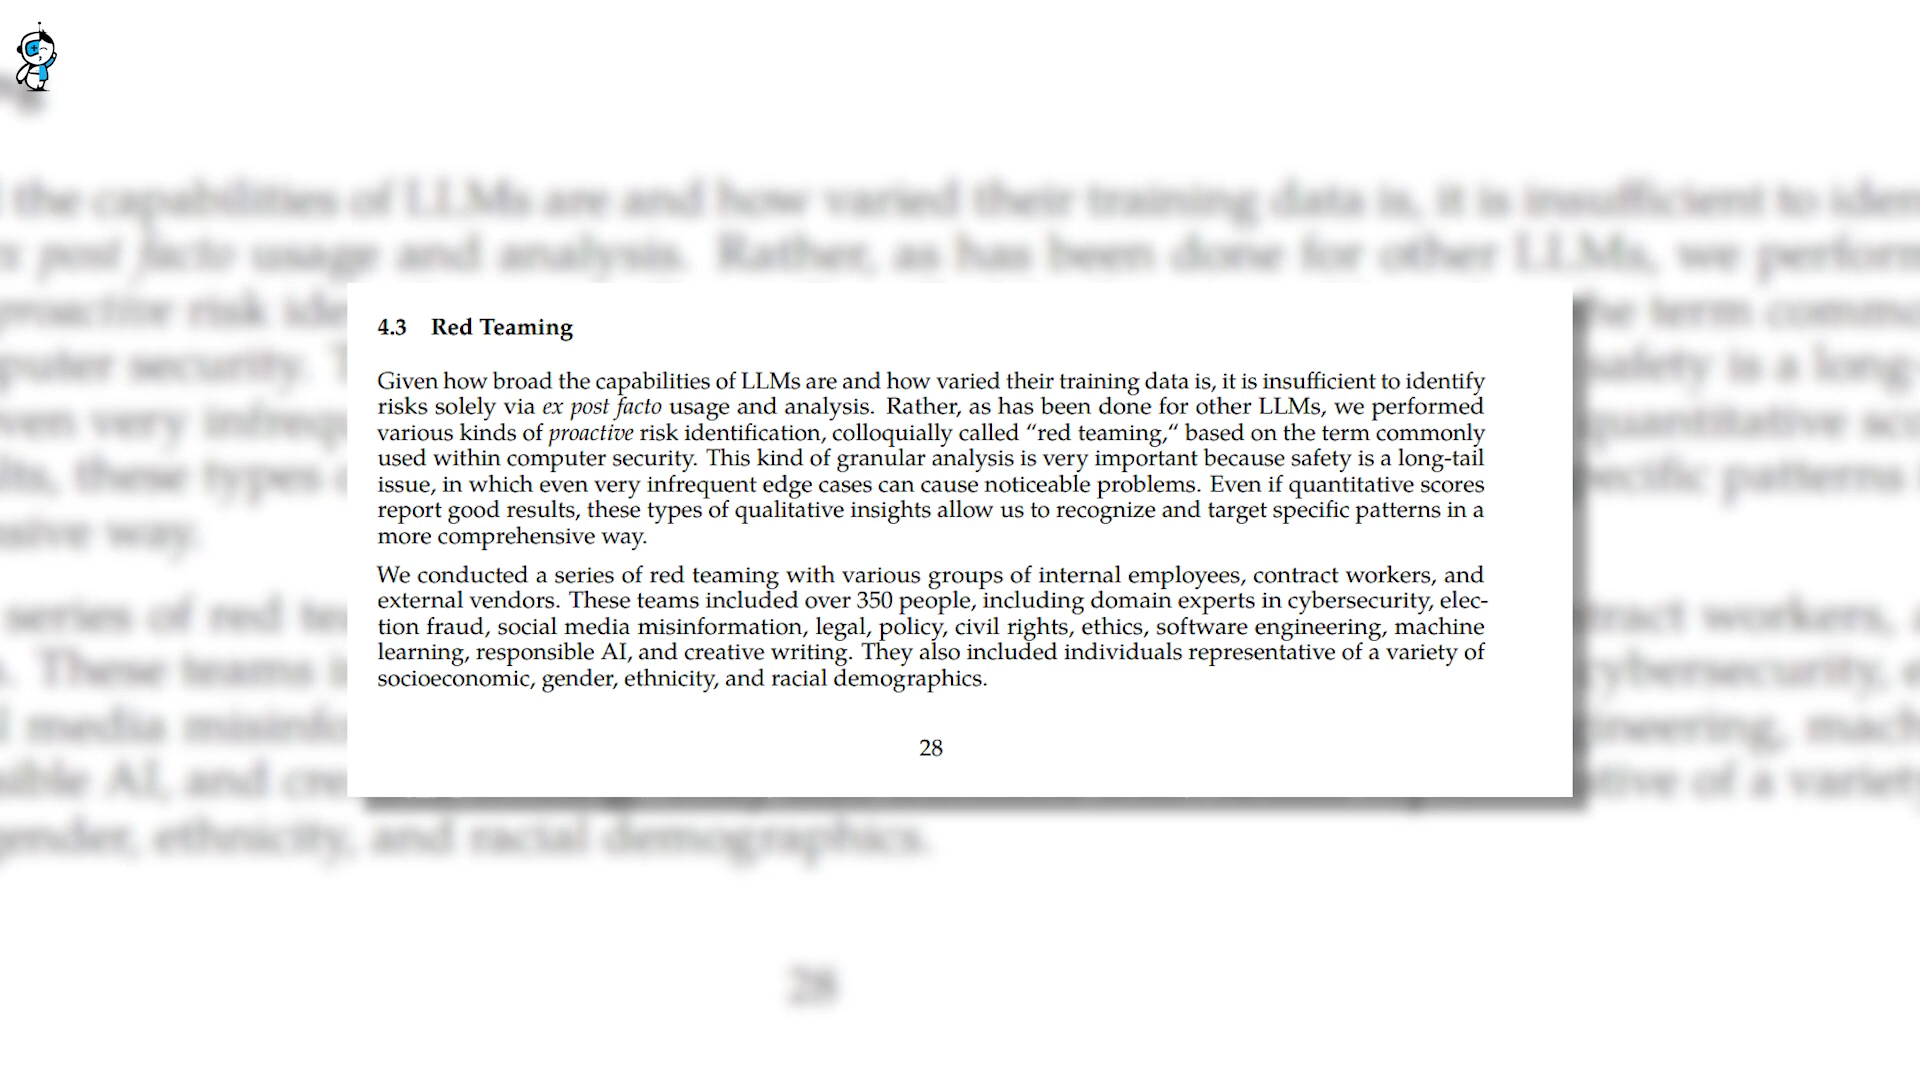 4.3 Red Teaming
Given how broad the capabilities of LLMs are and how varied their training data is, it is insufficient to identify
risks solely via ex post facto usage and analysis. Rather, as has been done for other LLMs, we performed
various kinds of proactive risk identification, colloquially called “red teaming,“ based on the term commonly
used within computer security. This kind of granular analysis is very important because safety is a long-tail
issue, in which even very infrequent edge cases can cause noticeable problems. Even if quantitative scores
report good results, these types of qualitative insights allow us to recognize and target specific patterns in a
more comprehensive way.
We conducted a series of red teaming with various groups of internal employees, contract workers, and
external vendors. These teams included over 350 people, including domain experts in cybersecurity, elec-
tion fraud, social media misinformation, legal, policy, civil rights, ethics, software engineering, machine
learning, responsible AI, and creative writing. They also included individuals representative of a variety of
socioeconomic, gender, ethnicity, and racial demographics.
28